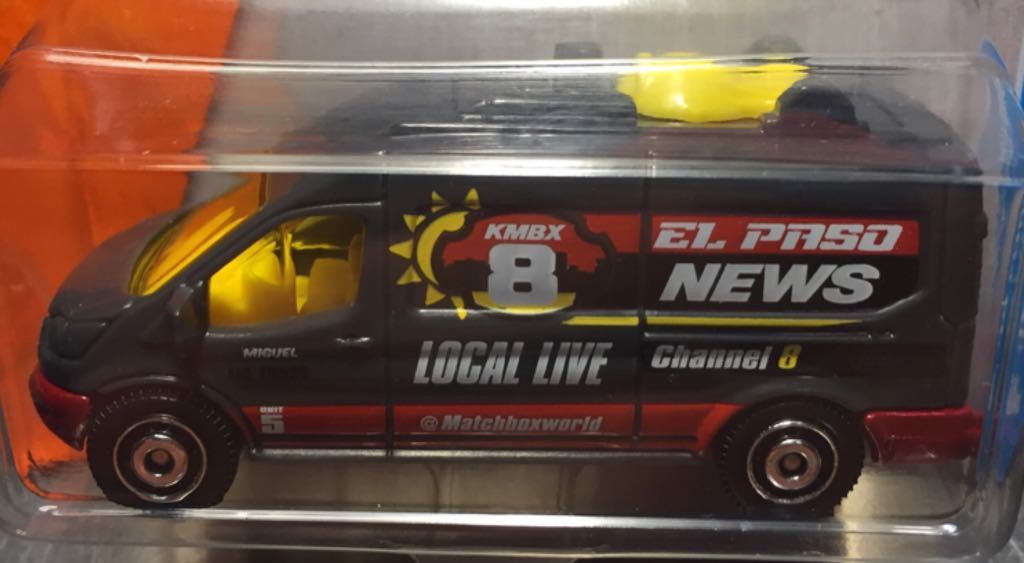 KMBX
8
EL PASO
NEWS
LOCAL LIVE
Channel 8
MIGUEL
UNIT
5
@Matchboxworld